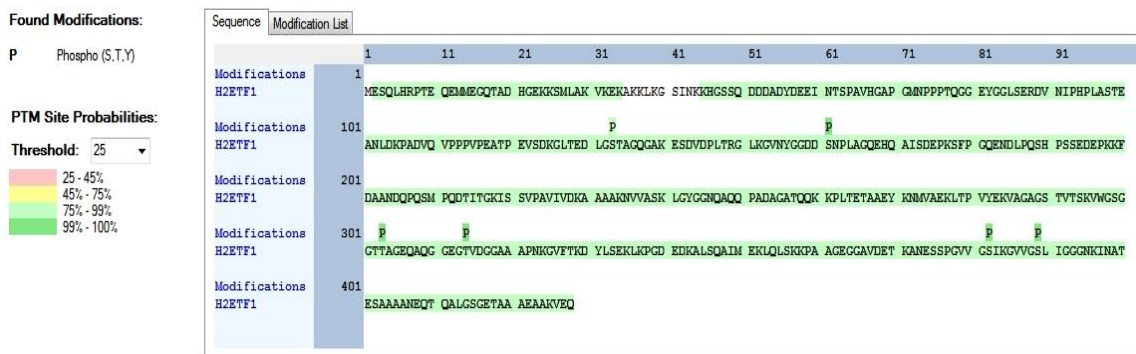 Found Modifications:
P Phospho (S,T,Y)
PTM Site Probabilities:
Threshold: 25
25 - 45%
45% - 75%
75% - 99%
99% - 100%
Sequence Modification List
1 11 21 31 41 51 61 71 81 91
Modifications 1
H2ETF1 MESQLHRPTE QEMMEGQTAD HGEKKSMLAK VKEKAKKLKG SINKKHGSSQ DDDADYDEEI NTSPAVHGAP GMNPPPTQGG EYGGLSERDV NIPHPLASTE
Modifications 101 P P
H2ETF1 ANLDKPADVQ VPPPVPEATP EVSDKGLTED LGSTAGQGAK ESDVDPLTRG LKGVNYGGDD SNPLAGQEHQ AISDEPKSFP GQENDLPQSH PSSEDEPKKF
Modifications 201
H2ETF1 DAANDQPQSM PQDTITGKIS SVPAVIVDKA AAAKNVVASK LGYGGNQAQQ PADAGATQQK KPLTETAAEY KNMVAEKLTP VYEKVAGAGS TVTSKVWGSG
Modifications 301 P P P P
H2ETF1 GTTAGEQAQG GEGTVDGGAA APNKGVFTKD YLSEKLKPGD EDKALSQAIM EKLQLSKKPA AGEGGAVDET KANESSPGVV GSIKGVVGSL IGGGNKINAT
Modifications 401
H2ETF1 ESAAAANEQT QALGSGETAA AEAAKVEQ